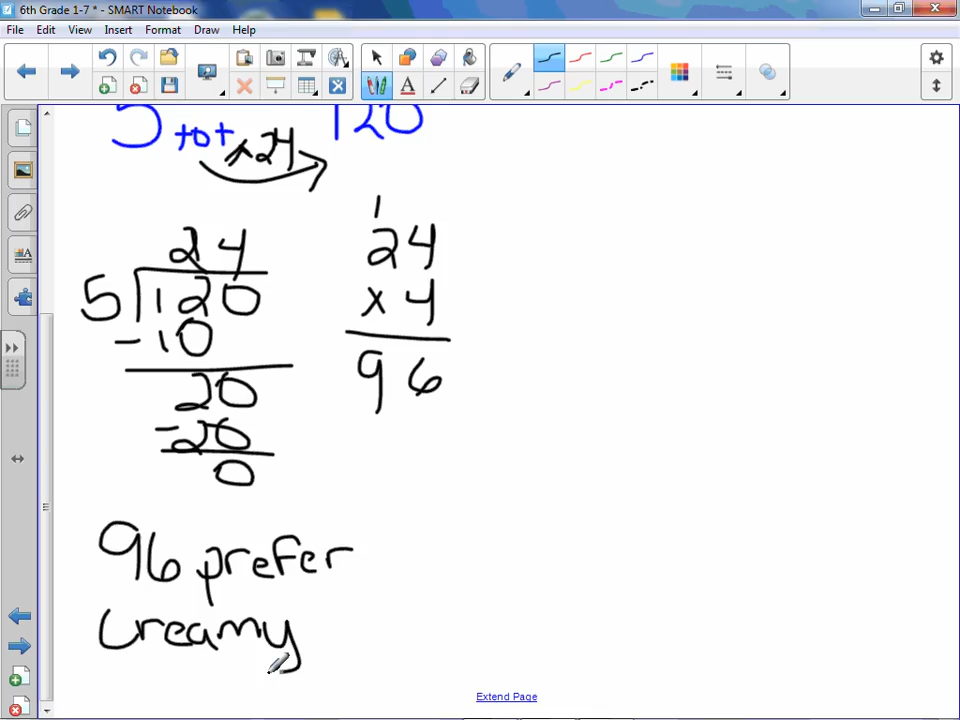 6th Grade 1-7 * - SMART Notebook
File Edit View Insert Format Draw Help
5 tot 120
×24
24
5 120
-10
20
-20
0
1
24
× 4
96
96 prefer
creamy
Extend Page